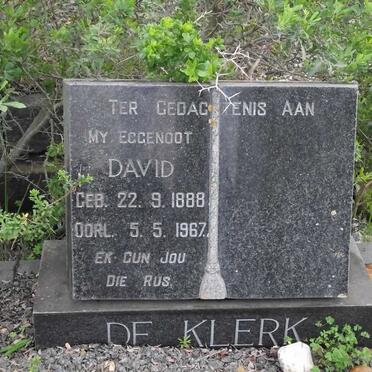 TER GEDAGTENIS AAN
MY EGGENOOT
DAVID
GEB. 22. 9. 1888
OORL. 5. 5. 1967.
EK GUN JOU
DIE RUS.
DE KLERK